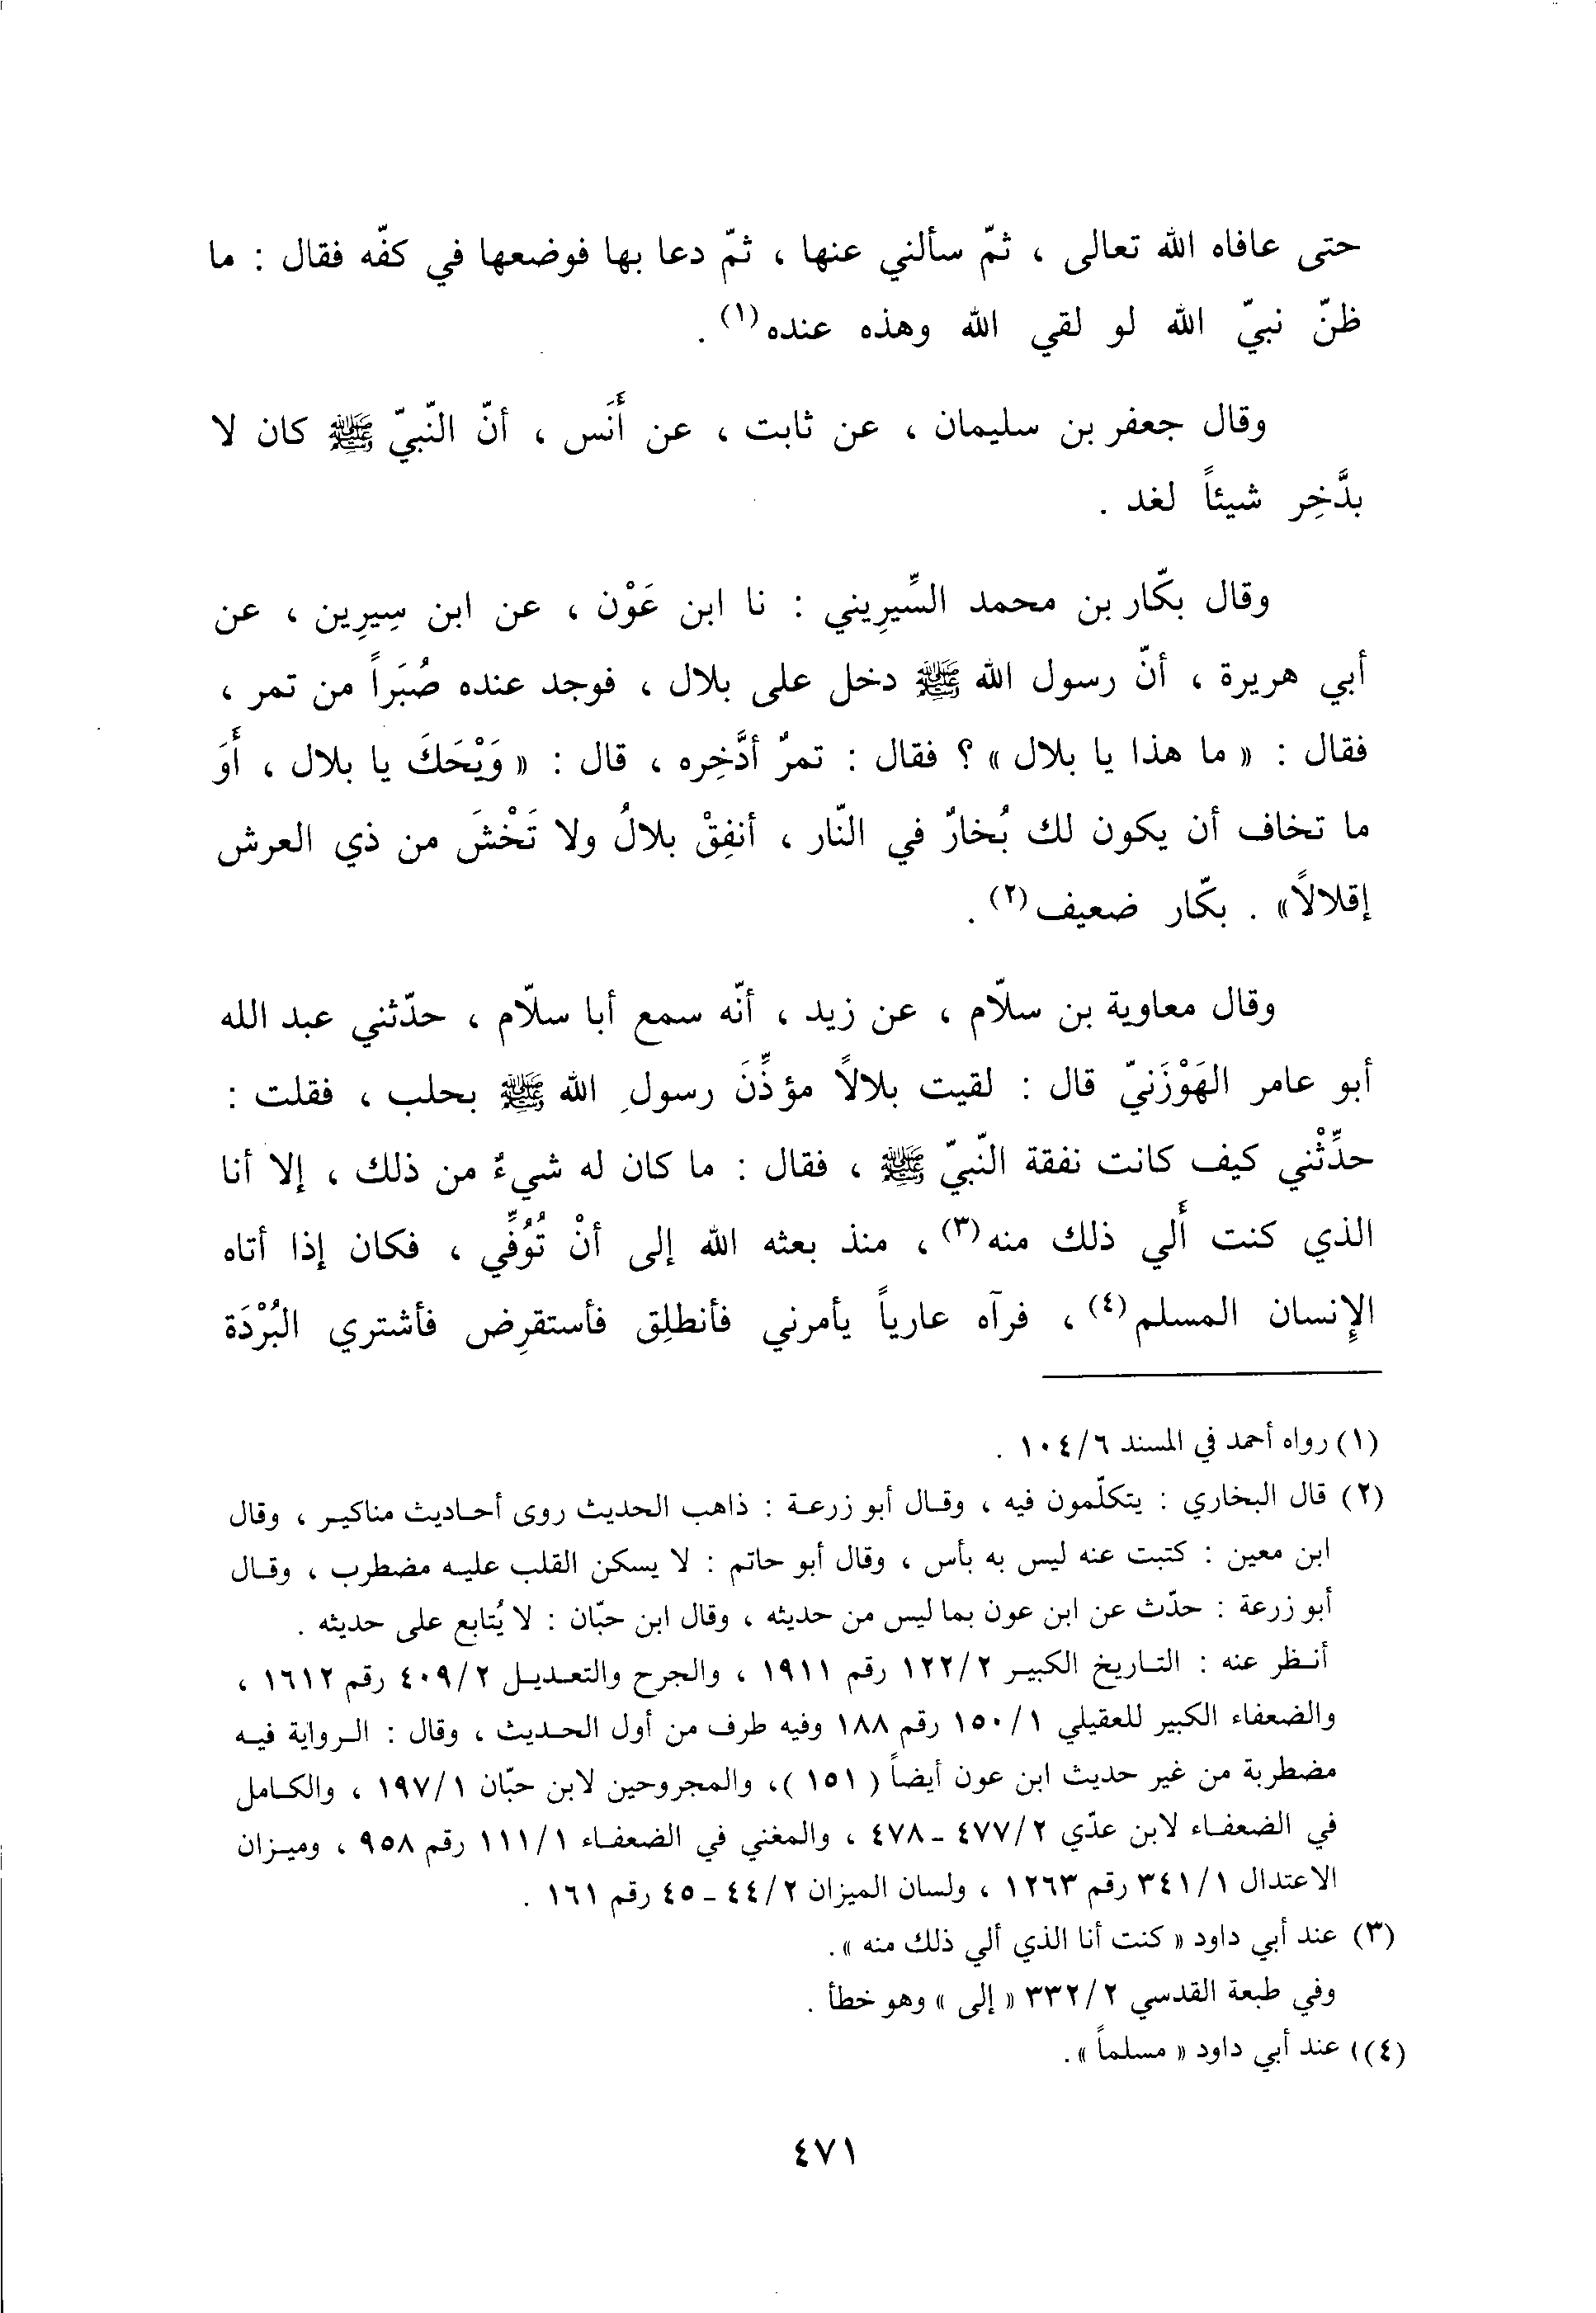 حتى عافاه الله تعالى ، ثمّ سألني عنها ، ثمّ دعا بها فوضعها في كفّه فقال : ما
ظنّ نبيّ الله لو لقي الله وهذه عنده(١) .
وقال جعفر بن سليمان ، عن ثابت ، عن أَنَس ، أنّ النّبيّ ﷺ كان لا
بدَّخِر شيئاً لغد .
وقال بكّار بن محمد السِّيرِيني : نا ابن عَوْن ، عن ابن سِيرِين ، عن
أبي هريرة ، أنّ رسول الله ﷺ دخل على بلال ، فوجد عنده صُبَراً من تمر ،
فقال : « ما هذا يا بلال » ؟ فقال : تمرٌ أدَّخِره ، قال : « وَيْحَكَ يا بلال ، أَوَ
ما تخاف أن يكون لك بُخارٌ في النّار ، أنفِقْ بلالُ ولا تَخْشَ من ذي العرش
إقلالاً» . بكّار ضعيف(٢) .
وقال معاوية بن سلاّم ، عن زيد ، أنّه سمع أبا سلاّم ، حدّثني عبد الله
أبو عامر الهَوْزَنيّ قال : لقيت بلالاً مؤذِّنَ رسولِ الله ﷺ بحلب ، فقلت :
حدِّثْني كيف كانت نفقة النّبيّ ﷺ ، فقال : ما كان له شيءٌ من ذلك ، إلا أنا
الذي كنت أَلي ذلك منه(٣) ، منذ بعثه الله إلى أنْ تُوُفِّي ، فكان إذا أتاه
الإِنسان المسلم(٤) ، فرآه عارياً يأمرني فأنطلِق فأستقرِض فأشتري البُرْدَة
(١) رواه أحمد في المسند ٦/ ١٠٤ .
(٢) قال البخاري : يتكلّمون فيه ، وقال أبو زرعة : ذاهب الحديث روى أحاديث مناكير ، وقال
ابن معين : كتبت عنه ليس به بأس ، وقال أبو حاتم : لا يسكن القلب عليه مضطرب ، وقال
أبو زرعة : حدّث عن ابن عون بما ليس من حديثه ، وقال ابن حبّان : لا يُتابع على حديثه .
أنظر عنه : التاريخ الكبير ٢/ ١٢٢ رقم ١٩١١ ، والجرح والتعديل ٢/ ٤٠٩ رقم ١٦١٢ ،
والضعفاء الكبير للعقيلي ١/ ١٥٠ رقم ١٨٨ وفيه طرف من أول الحديث ، وقال : الرواية فيه
مضطربة من غير حديث ابن عون أيضاً ( ١٥١ )، والمجروحين لابن حبّان ١/ ١٩٧ ، والكامل
في الضعفاء لابن عدّي ٢/ ٤٧٧ ـ ٤٧٨ ، والمغني في الضعفاء ١/ ١١١ رقم ٩٥٨ ، وميزان
الاعتدال ١/ ٣٤١ رقم ١٢٦٣ ، ولسان الميزان ٢/ ٤٤ ـ ٤٥ رقم ١٦١ .
(٣) عند أبي داود « كنت أنا الذي ألي ذلك منه ».
وفي طبعة القدسي ٢/ ٣٣٢ « إلى » وهو خطأ .
(٤)) عند أبي داود « مسلماً ».
٤٧١